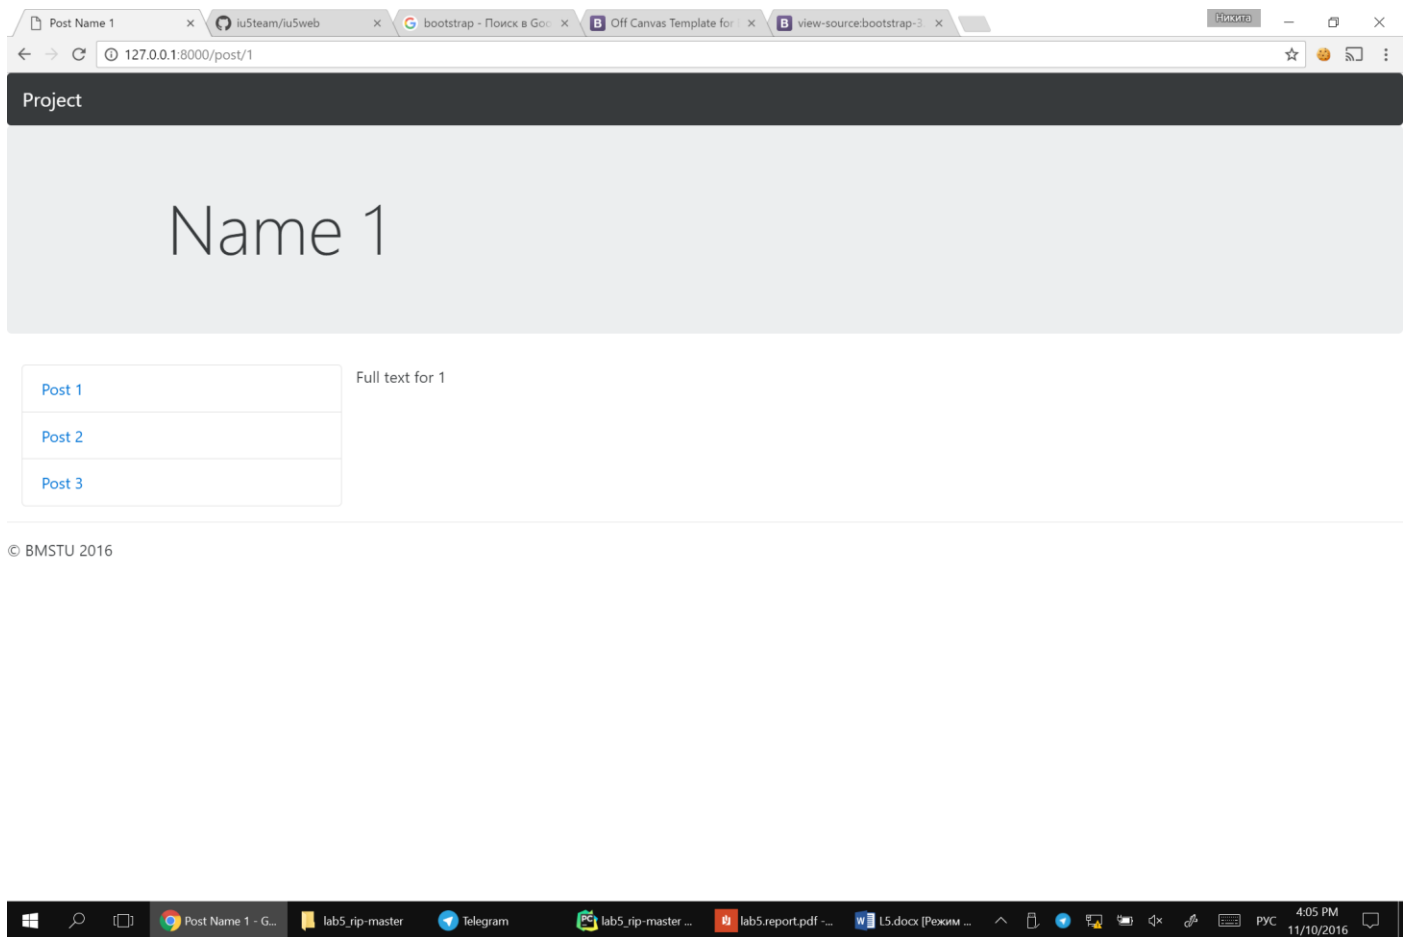 Post Name 1
iu5team/iu5web
bootstrap - Поиск в Goo
Off Canvas Template for
view-source:bootstrap-3.
Никита
127.0.0.1:8000/post/1
Project
Name 1
Post 1
Full text for 1
Post 2
Post 3
© BMSTU 2016
Post Name 1 - G...
lab5_rip-master
Telegram
lab5_rip-master ...
lab5.report.pdf -...
L5.docx [Режим ...
РУС
4:05 PM
11/10/2016